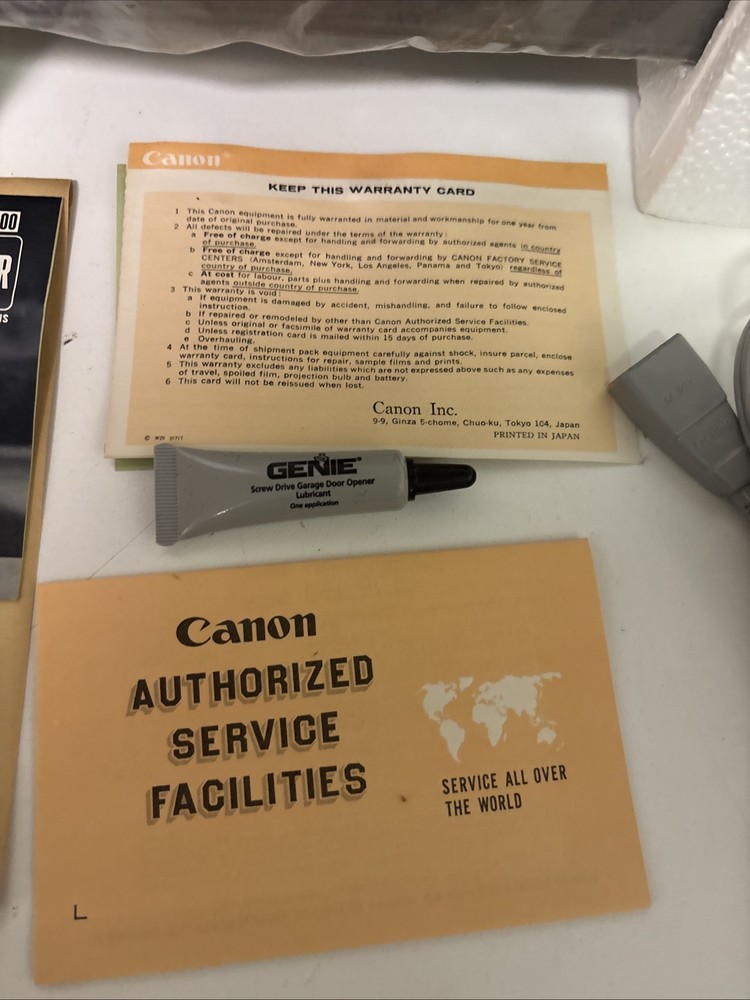 00
R
IS
Canon
KEEP THIS WARRANTY CARD
1 This Canon equipment is fully warranted in material and workmanship for one year from
date of original purchase.
2 All defects will be repaired under the terms of the warranty:
a Free of charge except for handling and forwarding by authorized agents in country
of purchase.
b Free of charge except for handling and forwarding by CANON FACTORY SERVICE
CENTERS (Amsterdam, New York, Los Angeles, Panama and Tokyo) regardless of
country of purchase.
c At cost for labour, parts plus handling and forwarding when repaired by authorized
agents outside country of purchase.
3 This warranty is void:
a If equipment is damaged by accident, mishandling, and failure to follow enclosed
instruction.
b If repaired or remodeled by other than Canon Authorized Service Facilities.
c Unless original or facsimile of warranty card accompanies equipment.
d Unless registration card is mailed within 15 days of purchase.
e Overhauling.
4 At the time of shipment pack equipment carefully against shock, insure parcel, enclose
warranty card, instructions for repair, sample films and prints.
5 This warranty excludes any liabilities which are not expressed above such as any expenses
of travel, spoiled film, projection bulb and battery.
6 This card will not be reissued when lost.
Canon Inc.
9-9, Ginza 5-chome, Chuo-ku, Tokyo 104, Japan
PRINTED IN JAPAN
GENIE
Screw Drive Garage Door Opener
Lubricant
One application
Canon
AUTHORIZED
SERVICE
FACILITIES
SERVICE ALL OVER
THE WORLD
L